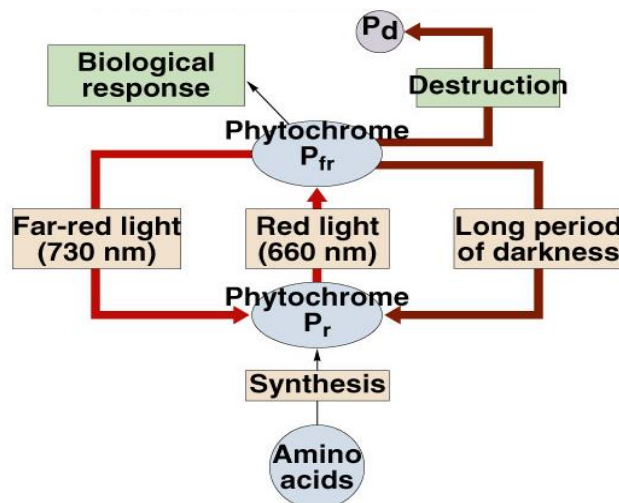 Pd
Biological
response
Destruction
Phytochrome
Pfr
Far-red light
(730 nm)
Red light
(660 nm)
Long period
of darkness
Phytochrome
Pr
Synthesis
Amino
acids